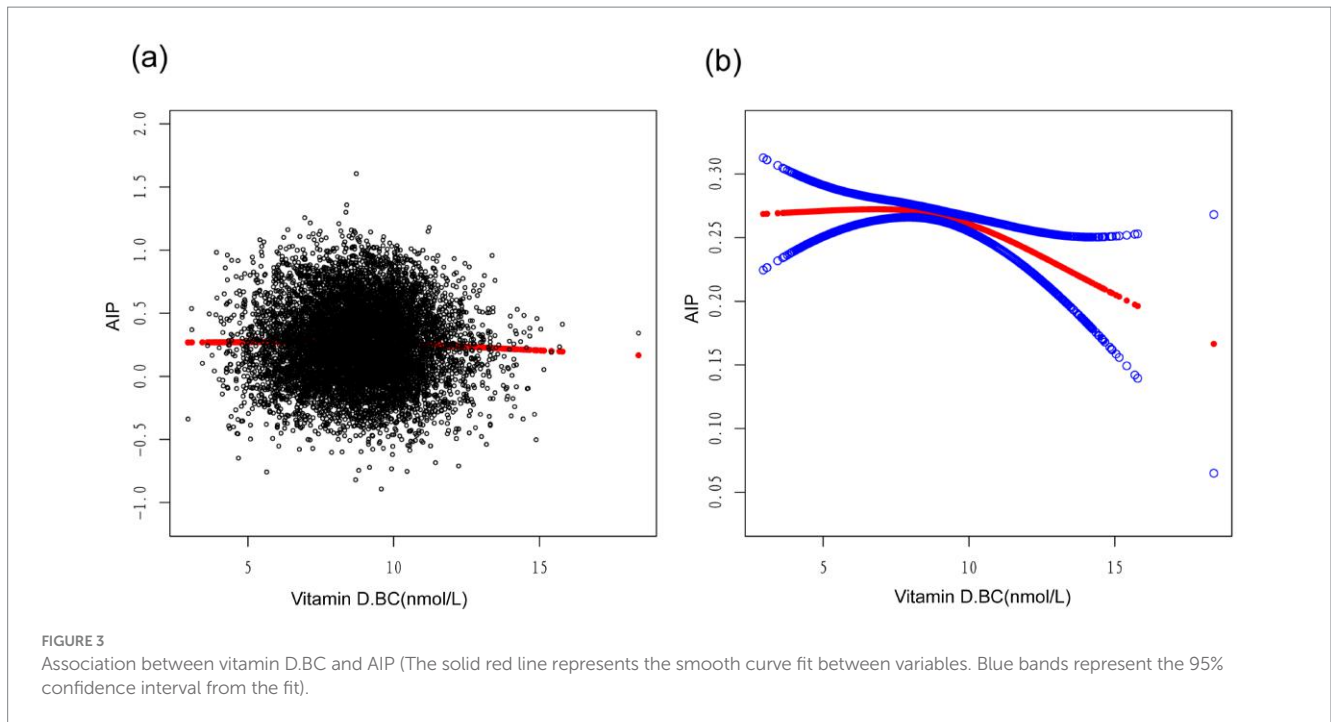 (a)
2.0
1.5
1.0
0.5
0.0
−0.5
−1.0
AIP
5
10
15
Vitamin D.BC(nmol/L)
(b)
0.30
0.25
0.20
0.15
0.10
0.05
AIP
5
10
15
Vitamin D.BC(nmol/L)
FIGURE 3
Association between vitamin D.BC and AIP (The solid red line represents the smooth curve fit between variables. Blue bands represent the 95%
confidence interval from the fit).